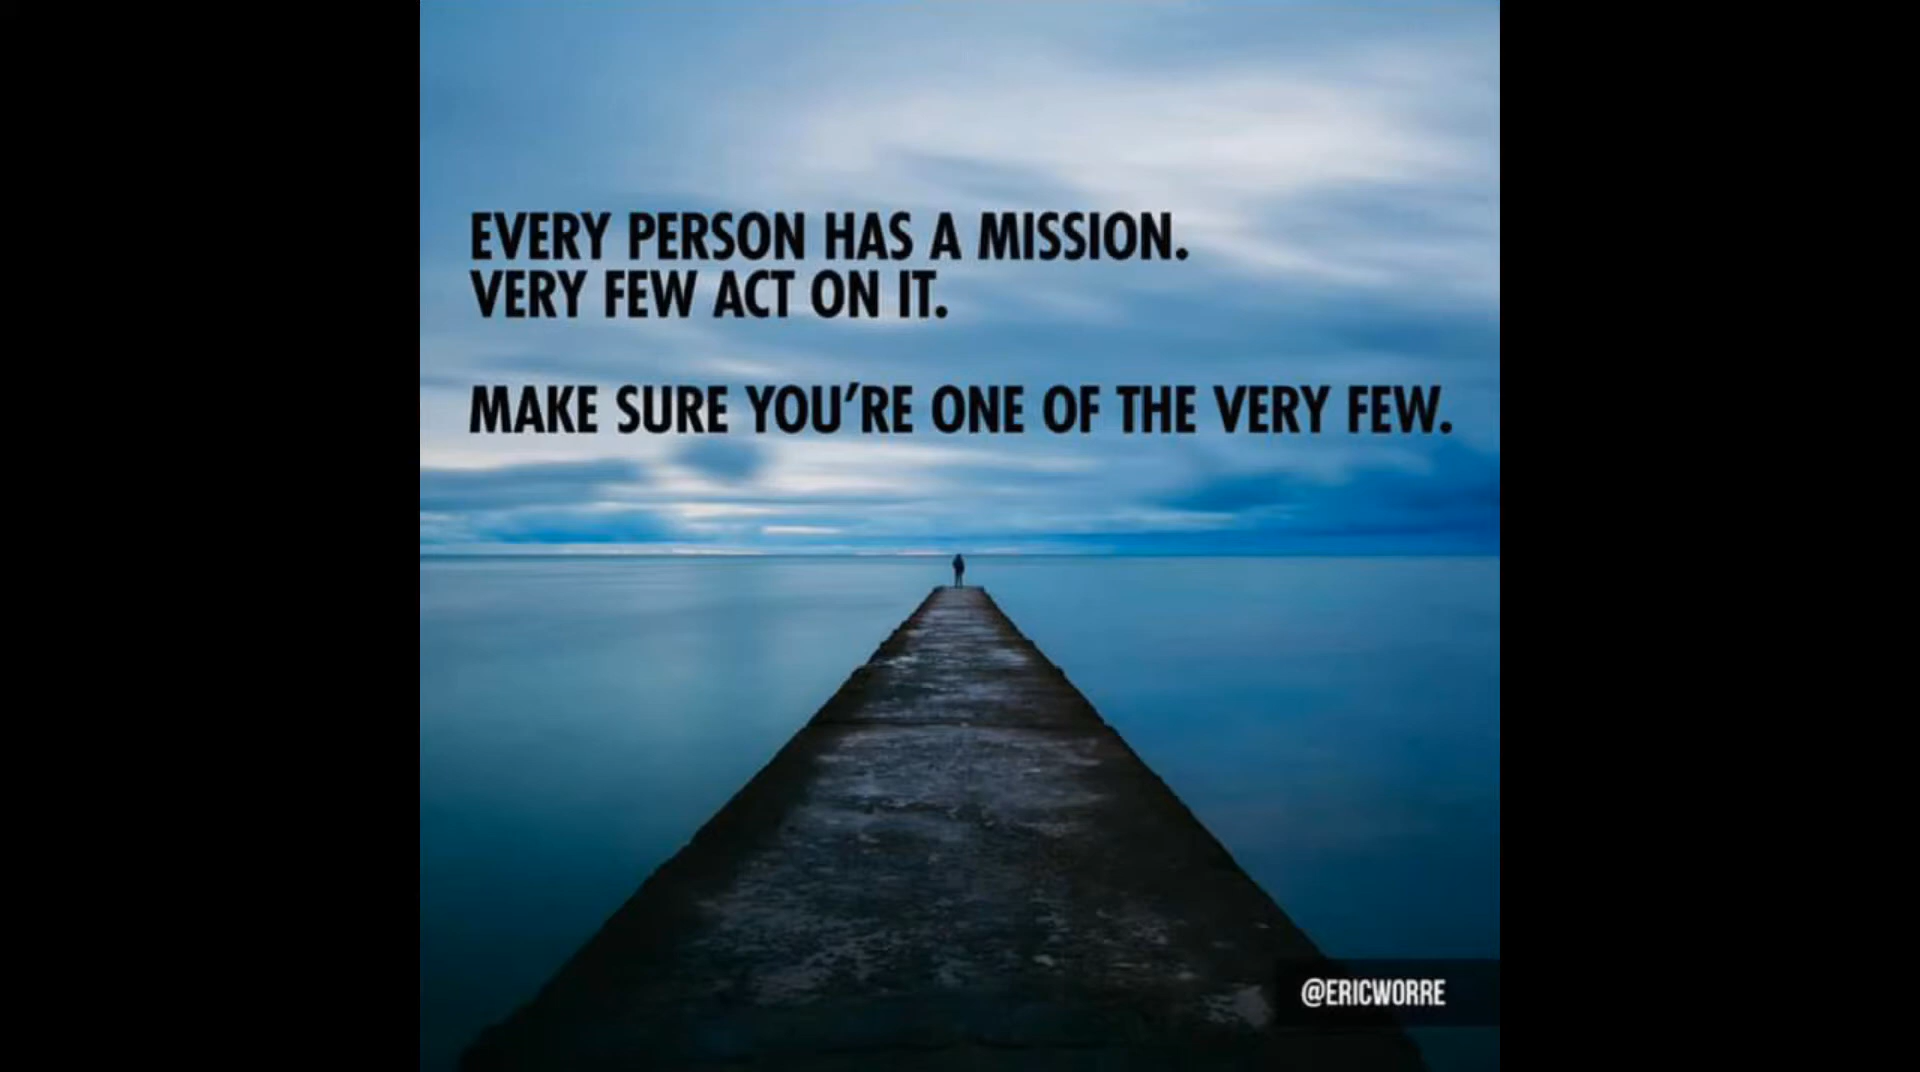 EVERY PERSON HAS A MISSION.
VERY FEW ACT ON IT.
MAKE SURE YOU'RE ONE OF THE VERY FEW.
@ERICWORRE